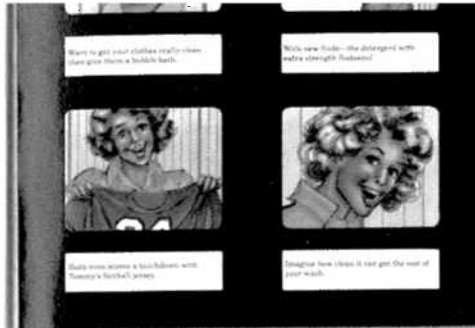 Want to get your clothes really clean
then give them a bubble bath.
With new Suds—the detergent with
extra strength
21
Suds even scores a touchdown with
Tommy's football jersey.
Imagine how clean it can get the rest of
your wash.